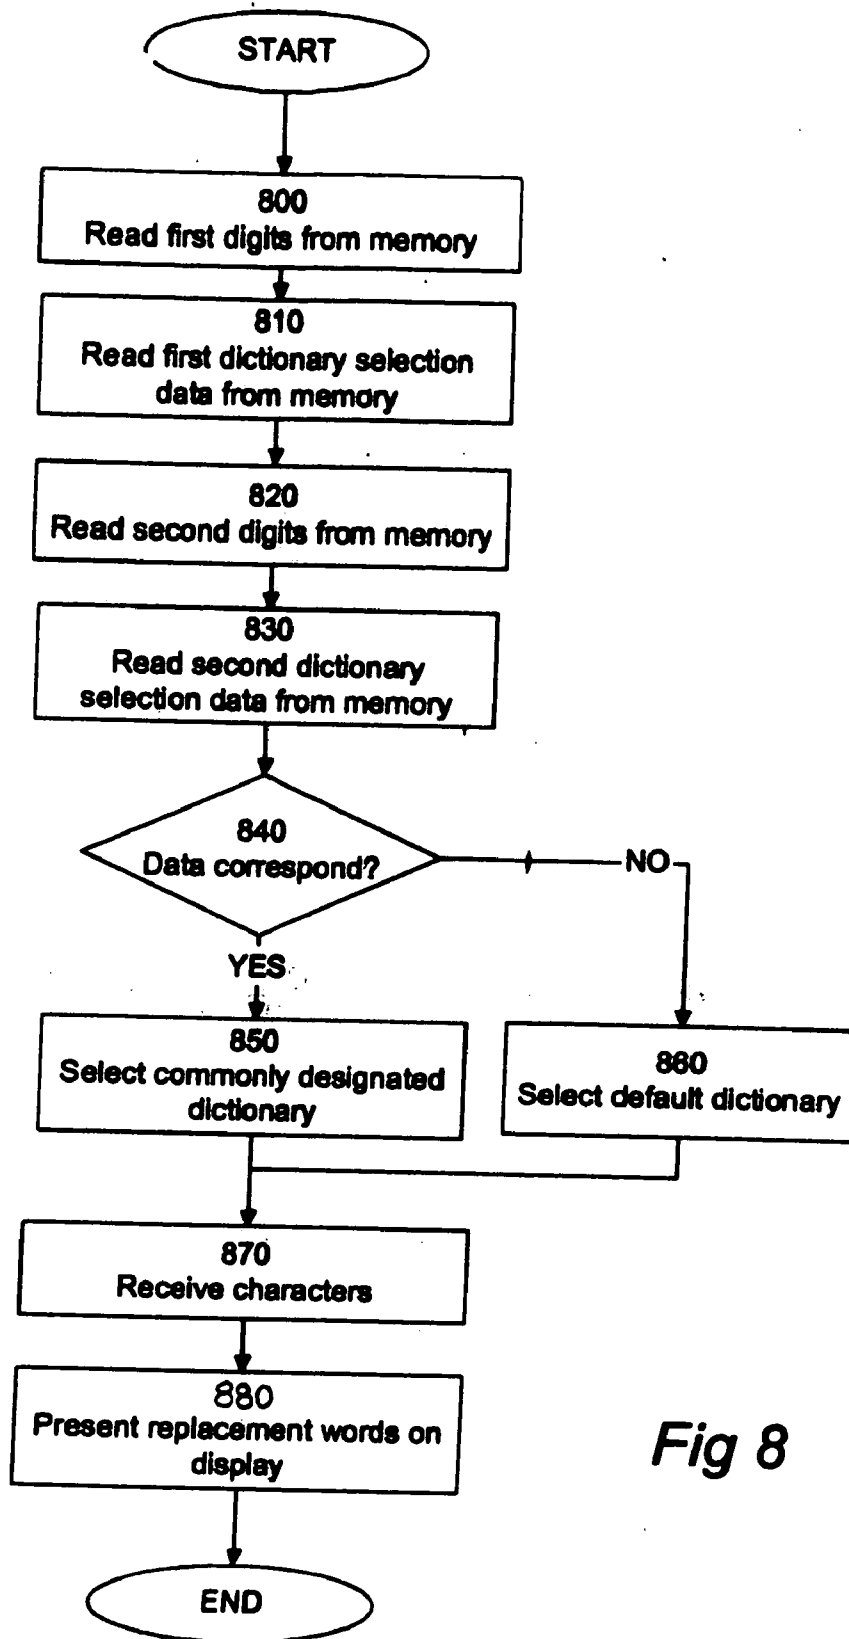 START
800
Read first digits from memory
810
Read first dictionary selection
data from memory
820
Read second digits from memory
830
Read second dictionary
selection data from memory
840
Data correspond?
NO
YES
850
Select commonly designated
dictionary
860
Select default dictionary
870
Receive characters
880
Present replacement words on
display
Fig 8
END